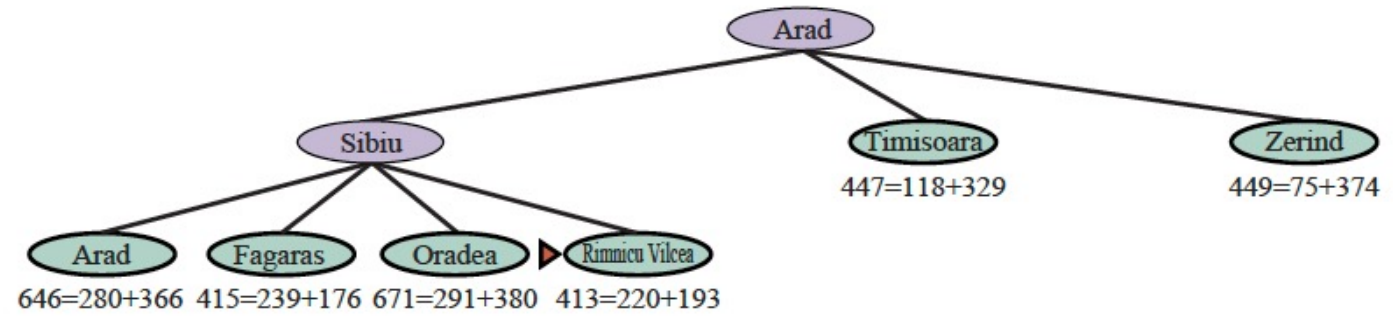 Arad
Sibiu Timisoara Zerind
447=118+329 449=75+374
Arad Fagaras Oradea Rimnicu Vilcea
646=280+366 415=239+176 671=291+380 413=220+193